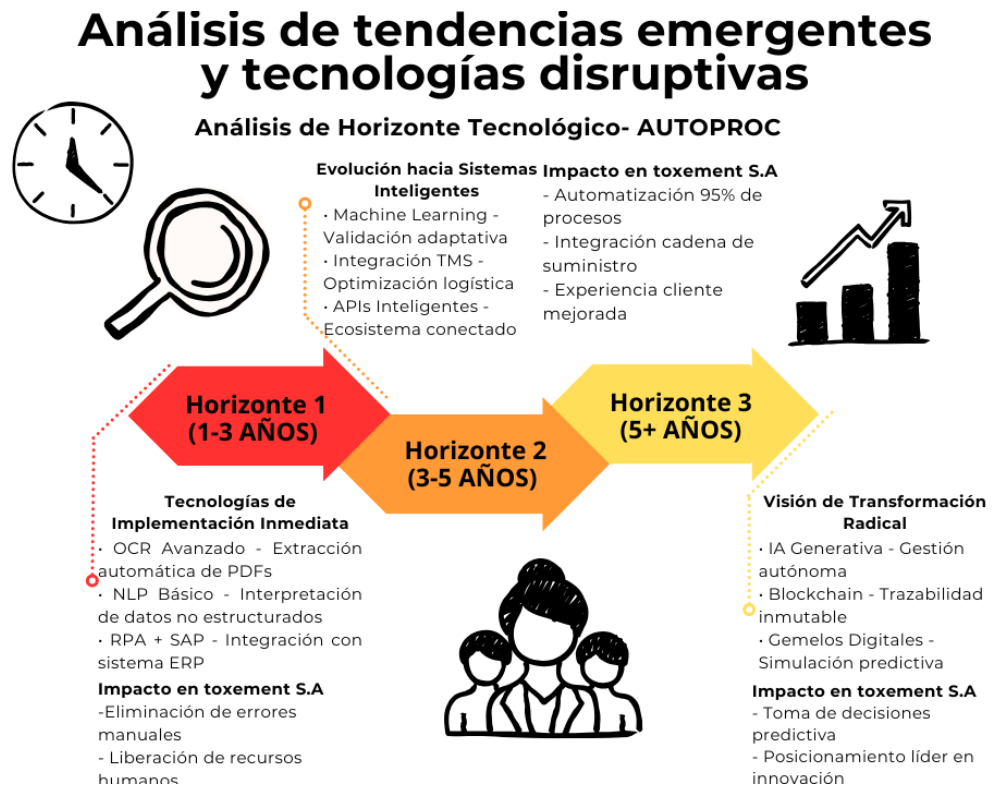 Análisis de tendencias emergentes
y tecnologías disruptivas
Análisis de Horizonte Tecnológico- AUTOPROC
Evolución hacia Sistemas
Inteligentes
• Machine Learning -
Validación adaptativa
• Integración TMS -
Optimización logística
• APIs Inteligentes -
Ecosistema conectado
Impacto en toxement S.A
- Automatización 95% de
procesos
- Integración cadena de
suministro
- Experiencia cliente
mejorada
Horizonte 1
(1-3 AÑOS)
Horizonte 2
(3-5 AÑOS)
Horizonte 3
(5+ AÑOS)
Tecnologías de
Implementación Inmediata
• OCR Avanzado - Extracción
automática de PDFs
• NLP Básico - Interpretación
de datos no estructurados
• RPA + SAP - Integración con
sistema ERP
Impacto en toxement S.A
-Eliminación de errores
manuales
- Liberación de recursos
humanos
Visión de Transformación
Radical
• IA Generativa - Gestión
autónoma
• Blockchain - Trazabilidad
inmutable
• Gemelos Digitales -
Simulación predictiva
Impacto en toxement S.A
- Toma de decisiones
predictiva
- Posicionamiento líder en
innovación